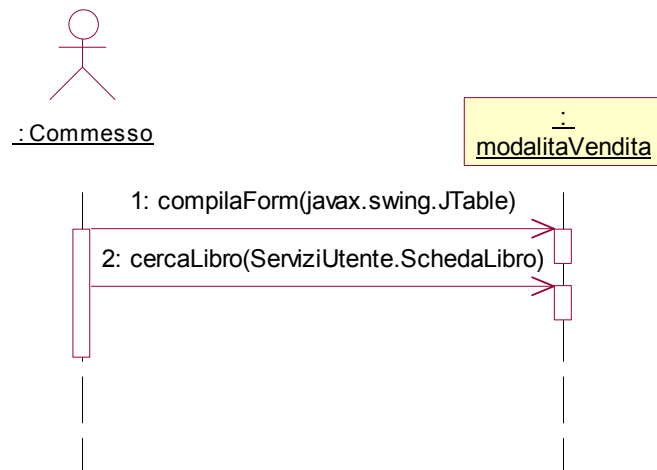 : Commesso
:
modalitaVendita
1: compilaForm(javax.swing.JTable)
2: cercaLibro(ServiziUtente.SchedaLibro)